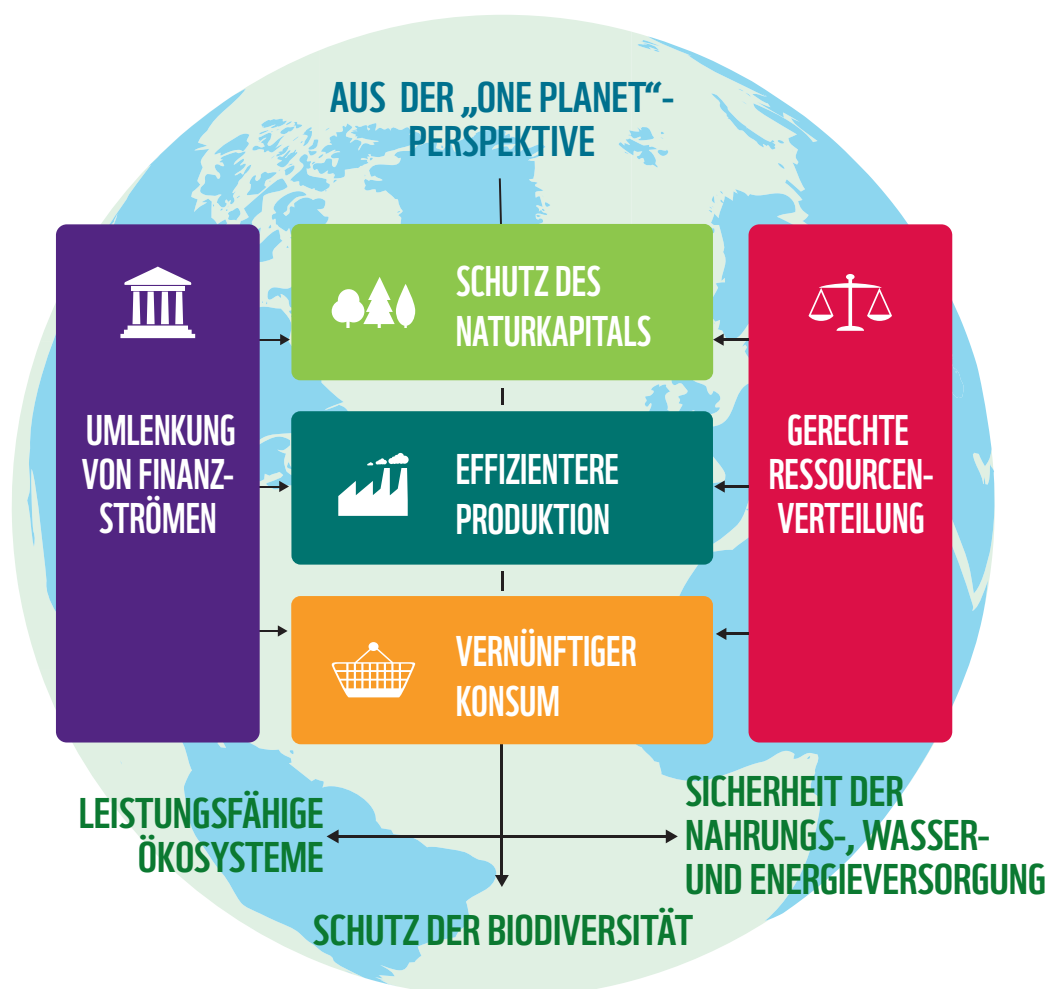 AUS DER „ONE PLANET“-
PERSPEKTIVE
UMLENKUNG
VON FINANZ-
STRÖMEN
SCHUTZ DES
NATURKAPITALS
EFFIZIENTERE
PRODUKTION
VERNÜNFTIGER
KONSUM
GERECHTE
RESSOURCEN-
VERTEILUNG
LEISTUNGSFÄHIGE
ÖKOSYSTEME
SCHUTZ DER BIODIVERSITÄT
SICHERHEIT DER
NAHRUNGS-, WASSER-
UND ENERGIEVERSORGUNG